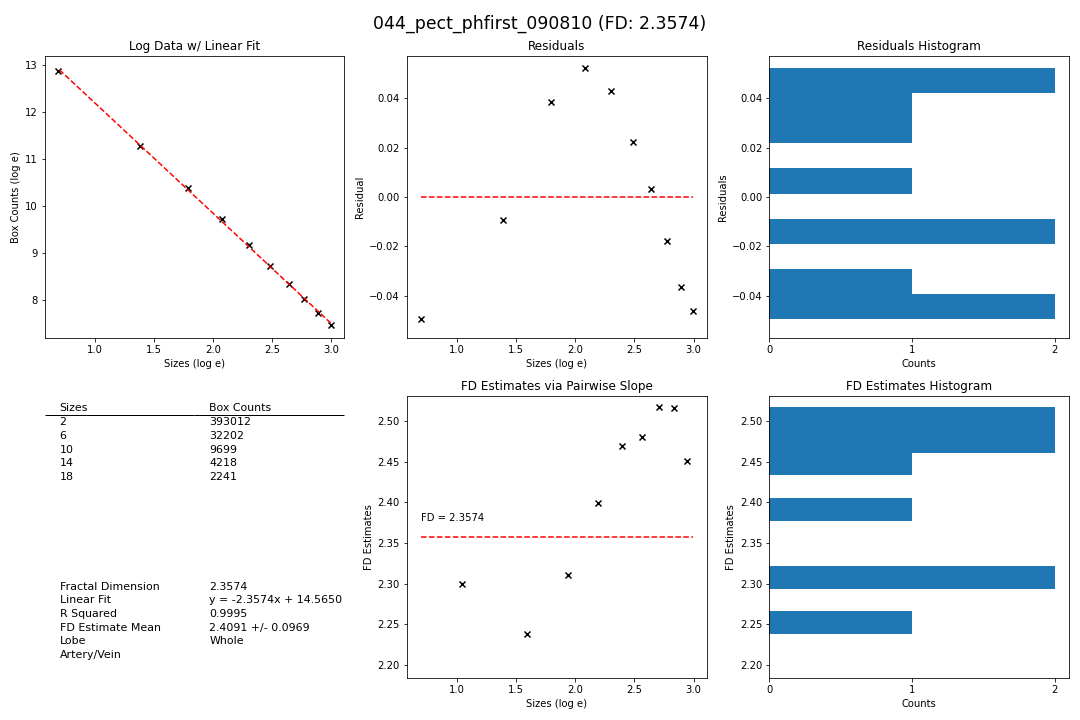 044_pect_phfirst_090810 (FD: 2.3574)
Log Data w/ Linear Fit
13
12
11
10
9
8
Box Counts (log e)
1.0 1.5 2.0 2.5 3.0
Sizes (log e)
Residuals
0.04
0.02
0.00
−0.02
−0.04
Residual
1.0 1.5 2.0 2.5 3.0
Sizes (log e)
Residuals Histogram
0.04
0.02
0.00
−0.02
−0.04
Residuals
0 1 2
Counts
Sizes Box Counts
2 393012
6 32202
10 9699
14 4218
18 2241
Fractal Dimension 2.3574
Linear Fit y = -2.3574x + 14.5650
R Squared 0.9995
FD Estimate Mean 2.4091 +/- 0.0969
Lobe Whole
Artery/Vein
FD Estimates via Pairwise Slope
2.50
2.45
2.40
2.35
2.30
2.25
2.20
FD Estimates
FD = 2.3574
1.0 1.5 2.0 2.5 3.0
Sizes (log e)
FD Estimates Histogram
2.50
2.45
2.40
2.35
2.30
2.25
2.20
FD Estimates
0 1 2
Counts